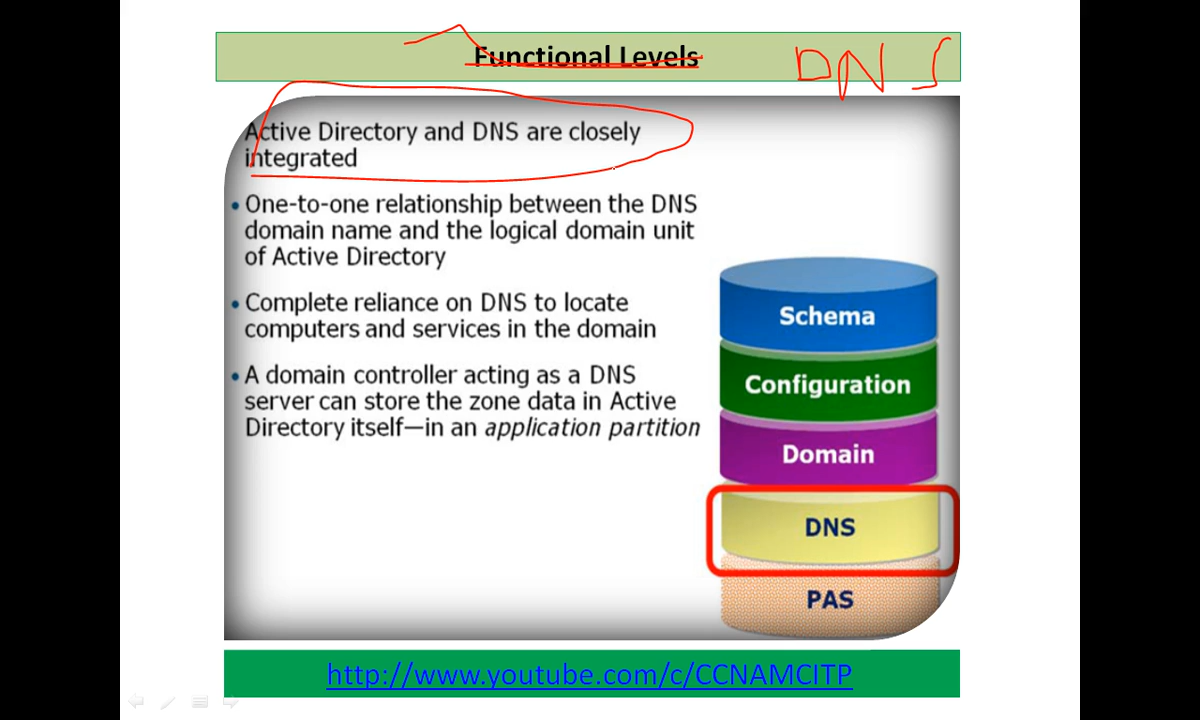 Functional Levels
DNS
Active Directory and DNS are closely
integrated
• One-to-one relationship between the DNS
domain name and the logical domain unit
of Active Directory
• Complete reliance on DNS to locate
computers and services in the domain
• A domain controller acting as a DNS
server can store the zone data in Active
Directory itself—in an application partition
Schema
Configuration
Domain
DNS
PAS
http://www.youtube.com/c/CCNAMCITP